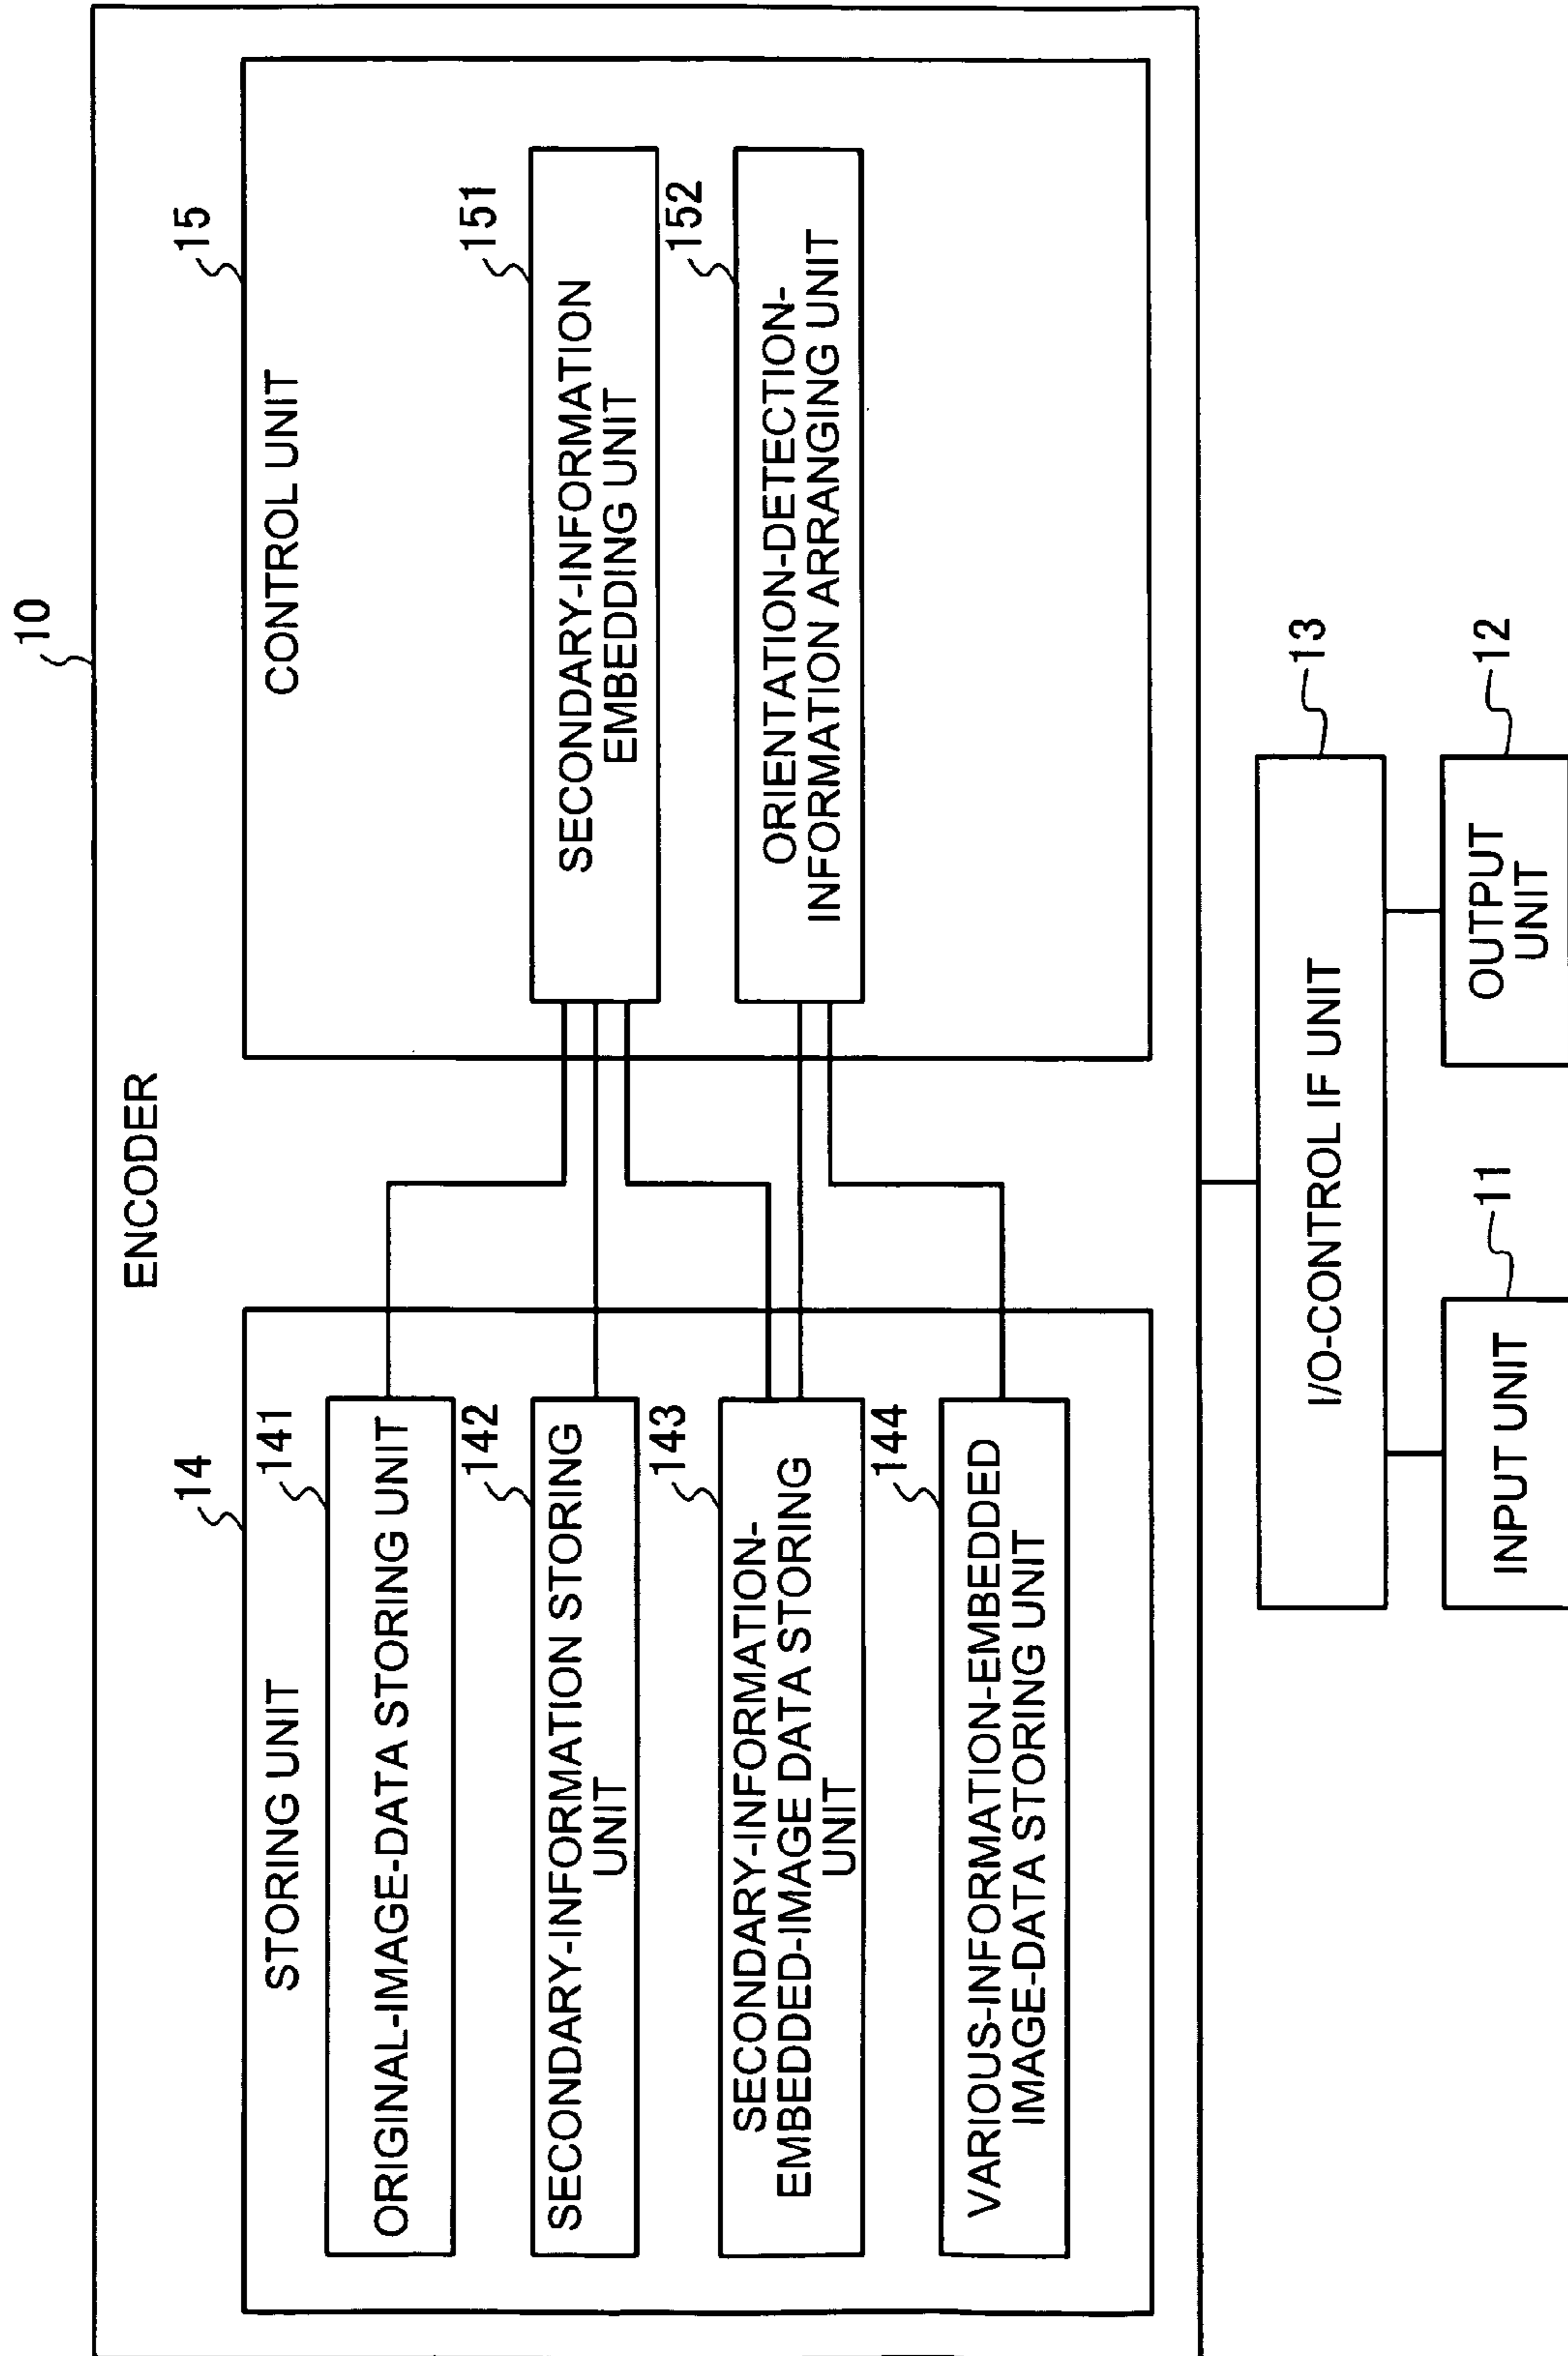 10
ENCODER
14
STORING UNIT
141
ORIGINAL-IMAGE-DATA STORING UNIT
142
SECONDARY-INFORMATION STORING
UNIT
143
SECONDARY-INFORMATION-
EMBEDDED-IMAGE DATA STORING
UNIT
144
VARIOUS-INFORMATION-EMBEDDED
IMAGE-DATA STORING UNIT
15
CONTROL UNIT
151
SECONDARY-INFORMATION
EMBEDDING UNIT
152
ORIENTATION-DETECTION-
INFORMATION ARRANGING UNIT
13
I/O-CONTROL IF UNIT
11
INPUT UNIT
12
OUTPUT
UNIT